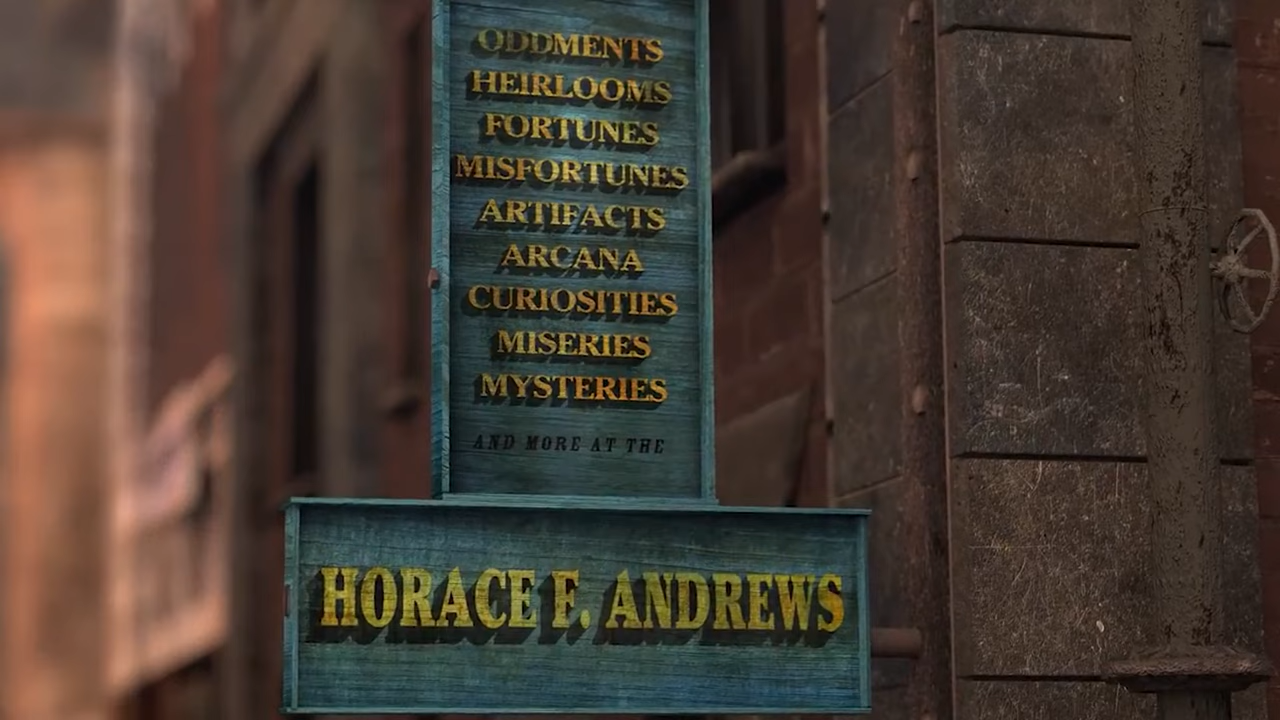 ODDMENTS
HEIRLOOMS
FORTUNES
MISFORTUNES
ARTIFACTS
ARCANA
CURIOSITIES
MISERIES
MYSTERIES
AND MORE AT THE
HORACE F. ANDREWS